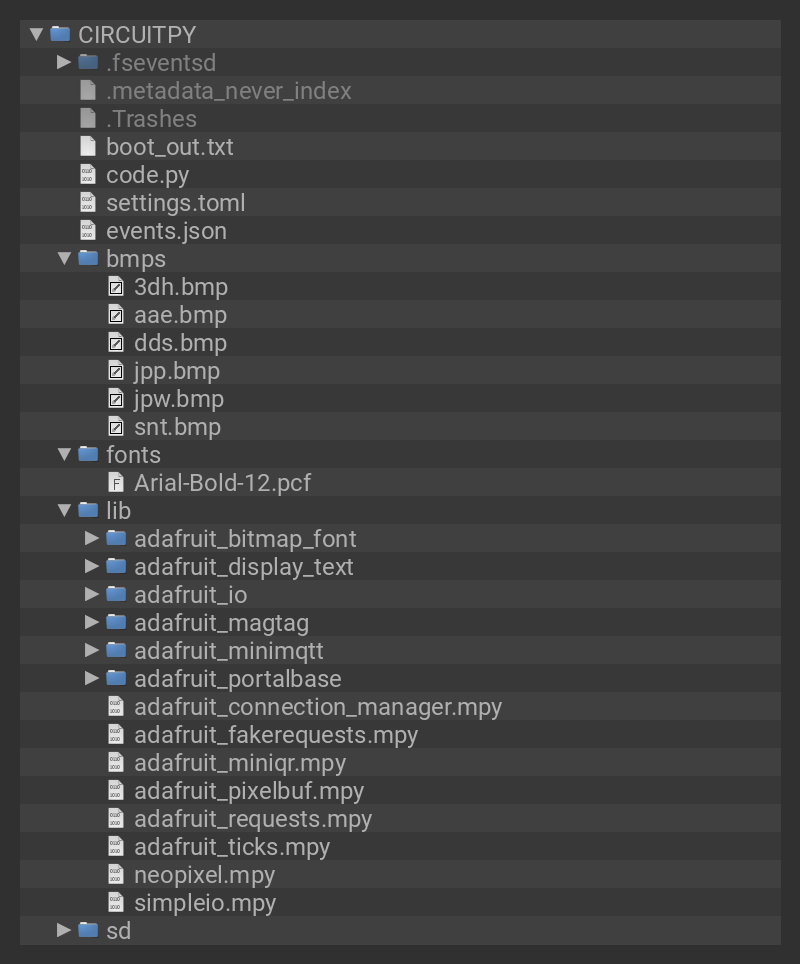 CIRCUITPY
.fseventsd
.metadata_never_index
.Trashes
boot_out.txt
code.py
settings.toml
events.json
bmps
3dh.bmp
aae.bmp
dds.bmp
jpp.bmp
jpw.bmp
snt.bmp
fonts
Arial-Bold-12.pcf
lib
adafruit_bitmap_font
adafruit_display_text
adafruit_io
adafruit_magtag
adafruit_minimqtt
adafruit_portalbase
adafruit_connection_manager.mpy
adafruit_fakerequests.mpy
adafruit_miniqr.mpy
adafruit_pixelbuf.mpy
adafruit_requests.mpy
adafruit_ticks.mpy
neopixel.mpy
simpleio.mpy
sd